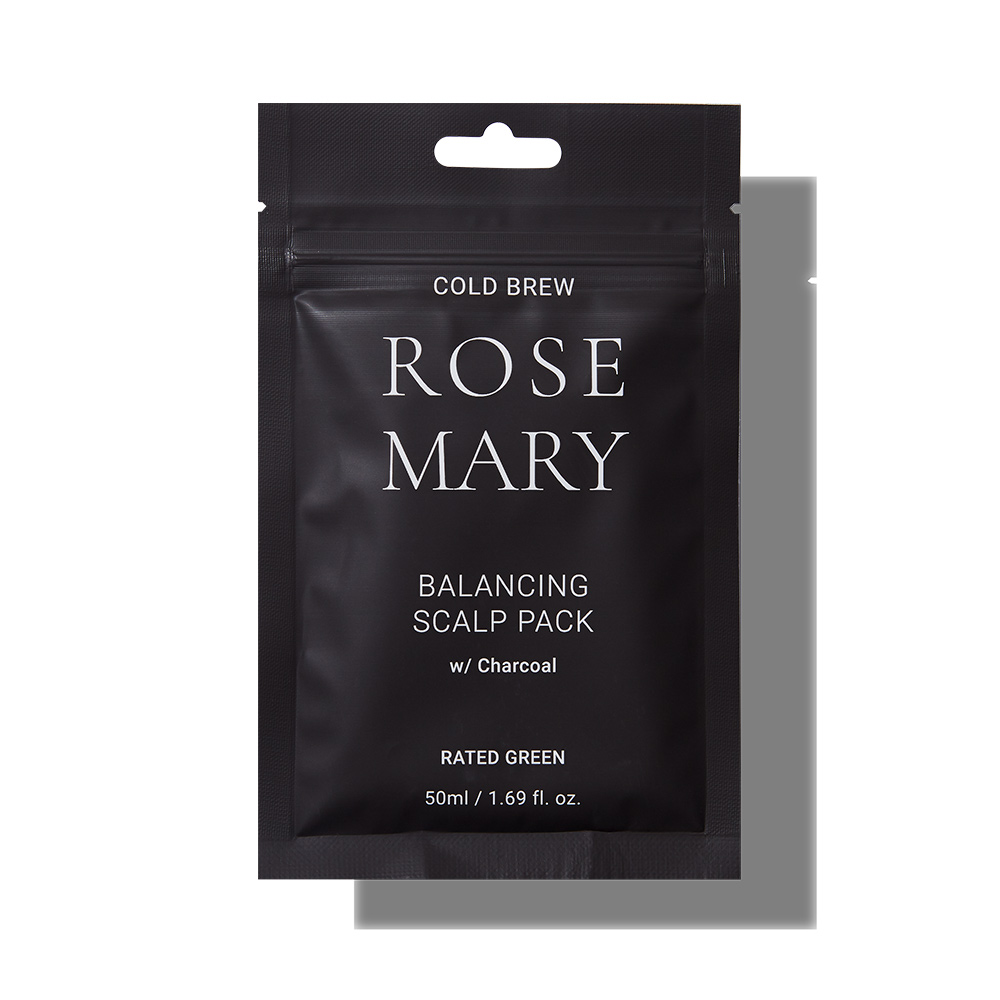 COLD BREW
ROSE
MARY
BALANCING
SCALP PACK
w/ Charcoal
RATED GREEN
50ml / 1.69 fl. oz.